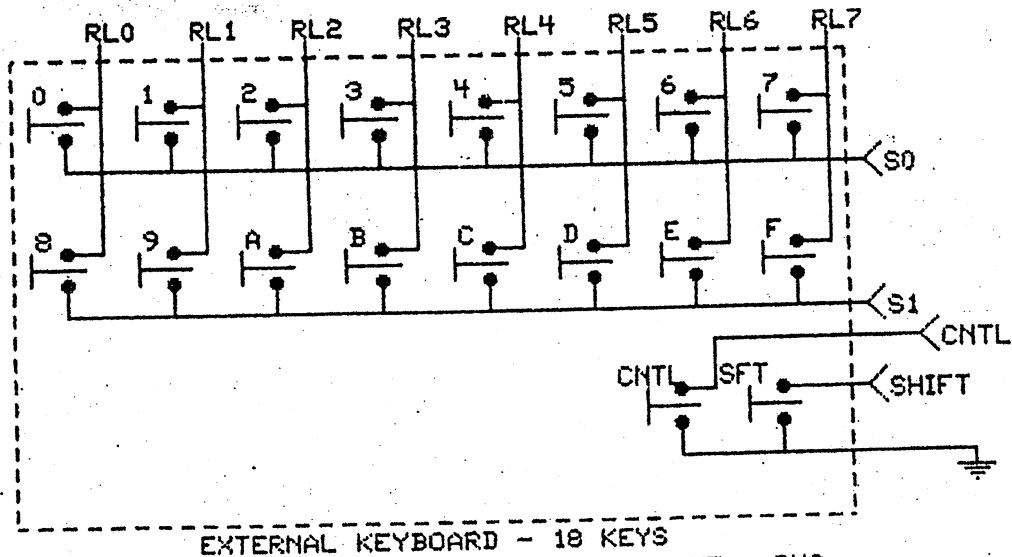 RL0 RL1 RL2 RL3 RL4 RL5 RL6 RL7
0 1 2 3 4 5 6 7
S0
8 9 A B C D E F
S1
CNTL
CNTL SFT
SHIFT
EXTERNAL KEYBOARD - 18 KEYS